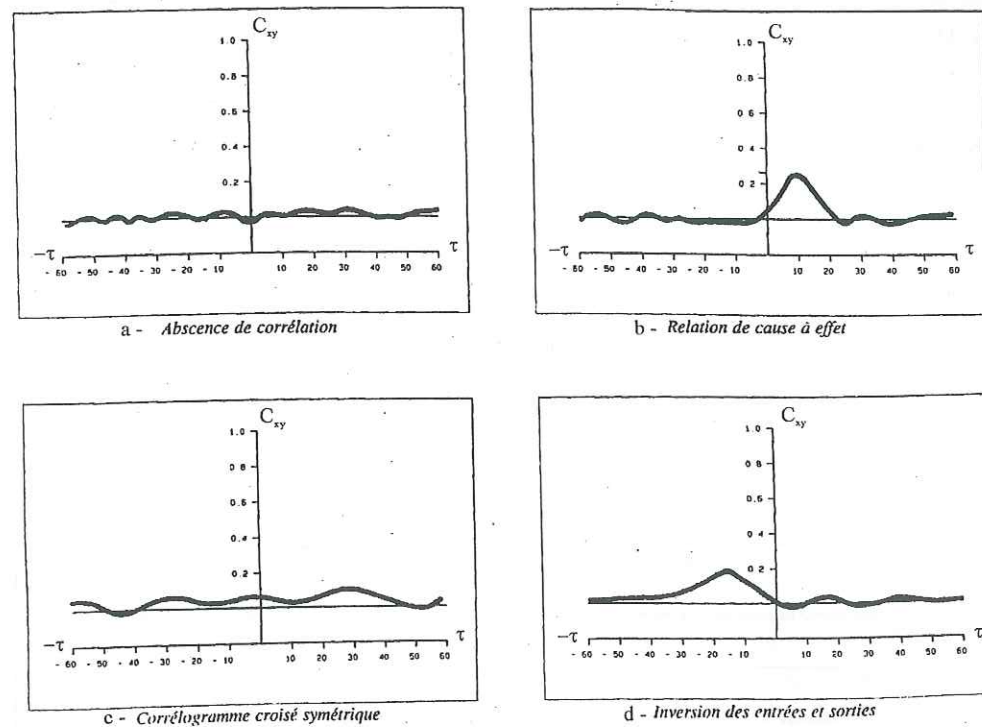 C_xy
1.0
0.8
0.6
0.4
0.2
−τ
τ
- 60 - 50 - 40 - 30 - 20 - 10 10 20 30 40 50 60
a - Abscence de corrélation
C_xy
1.0
0.8
0.6
0.4
0.2
−τ
τ
- 60 - 50 - 40 - 30 - 20 - 10 10 20 30 40 50 60
b - Relation de cause à effet
C_xy
1.0
0.8
0.6
0.4
0.2
−τ
τ
- 60 - 50 - 40 - 30 - 20 - 10 10 20 30 40 50 60
c - Corrélogramme croisé symétrique
C_xy
1.0
0.8
0.6
0.4
0.2
−τ
τ
- 60 - 50 - 40 - 30 - 20 - 10 10 20 30 40 50 60
d - Inversion des entrées et sorties